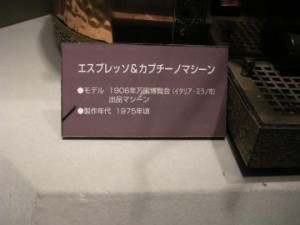 エスプレッソ&カプチーノマシーン
●モデル 1906年万国博覧会(イタリア・ミラノ市)
出品マシーン
●製作年代 1975年頃